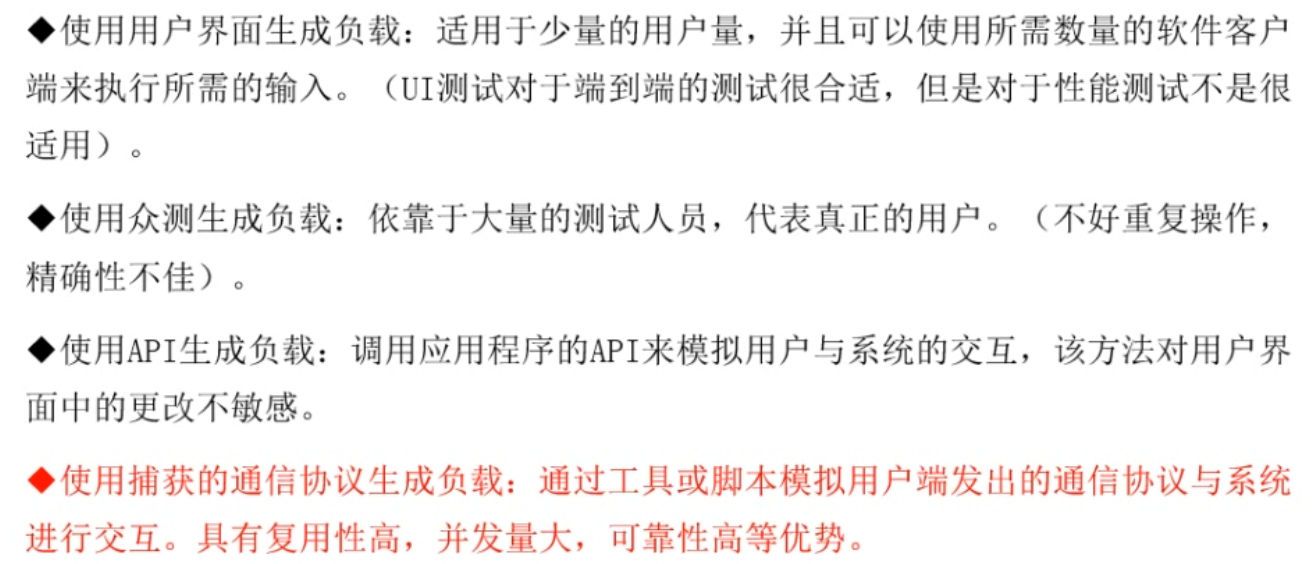 ◆使用用户界面生成负载：适用于少量的用户量，并且可以使用所需数量的软件客户
端来执行所需的输入。（UI测试对于端到端的测试很合适，但是对于性能测试不是很
适用）。
◆使用众测生成负载：依靠于大量的测试人员，代表真正的用户。（不好重复操作，
精确性不佳）。
◆使用API生成负载：调用应用程序的API来模拟用户与系统的交互，该方法对用户界
面中的更改不敏感。
◆使用捕获的通信协议生成负载：通过工具或脚本模拟用户端发出的通信协议与系统
进行交互。具有复用性高，并发量大，可靠性高等优势。